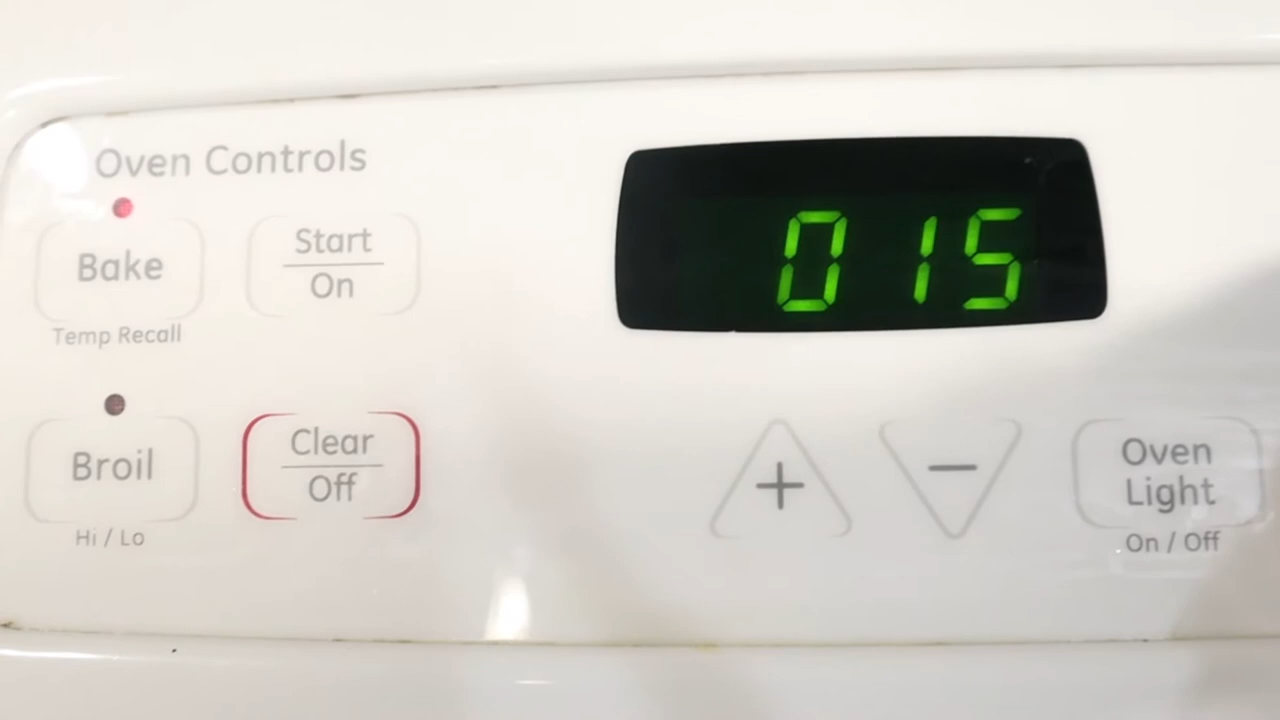 Oven Controls
Bake
Temp Recall
Start
On
015
Broil
Hi / Lo
Clear
Off
+
−
Oven
Light
On / Off